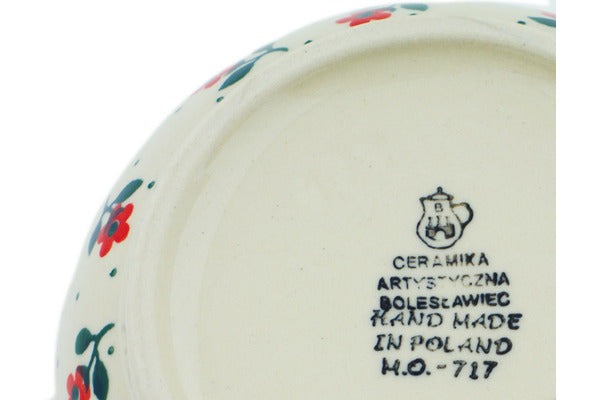 B
CERAMIKA
ARTYSTYCZNA
BOLESŁAWIEC
HAND MADE
IN POLAND
M.O.-717